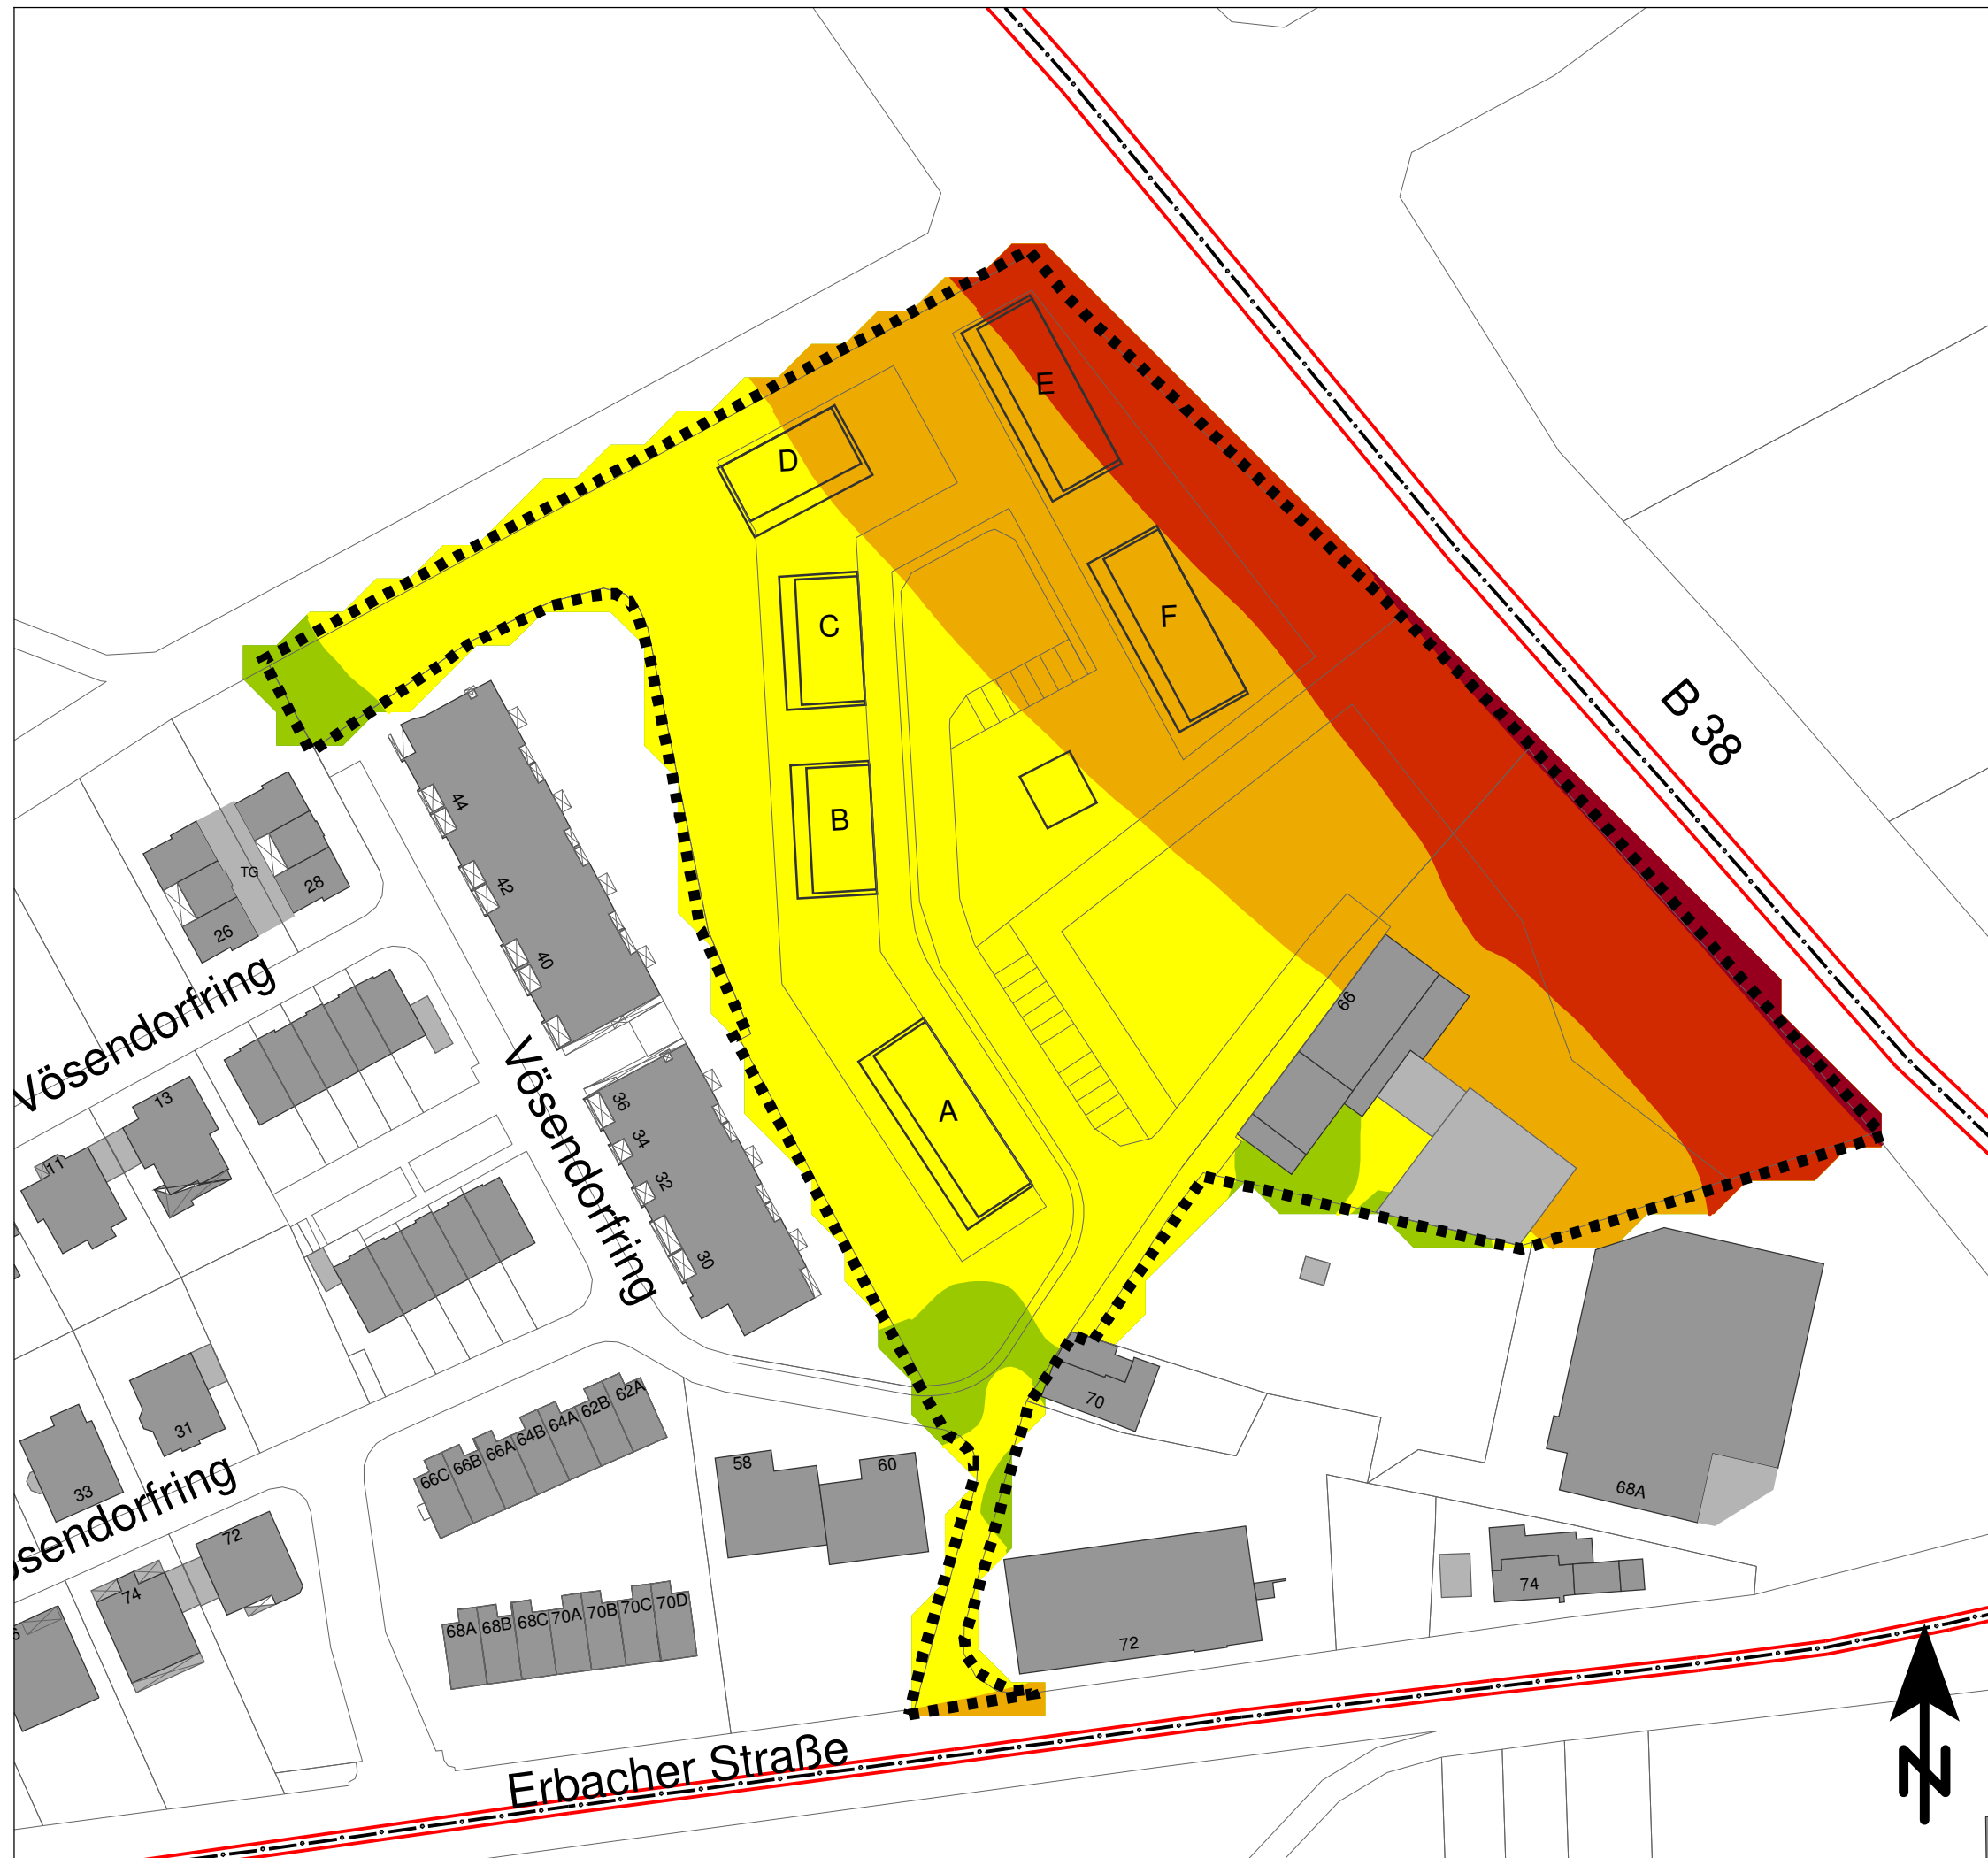 E
D
C
F
B 38
B
44
TG
28
42
26
40
Vösendorfring
66
A
36
13
34
11
32
Vösendorfring
30
70
62A
62B
64A
64B
66A
66B
66C
31
58
60
33
68A
ösendorfring
72
74
74
70D
70C
70B
70A
68C
68B
68A
72
Erbacher Straße
N